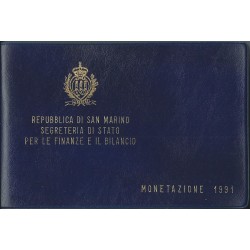 REPUBBLICA DI SAN MARINO
SEGRETERIA DI STATO
PER LE FINANZE E IL BILANCIO
MONETAZIONE 1991